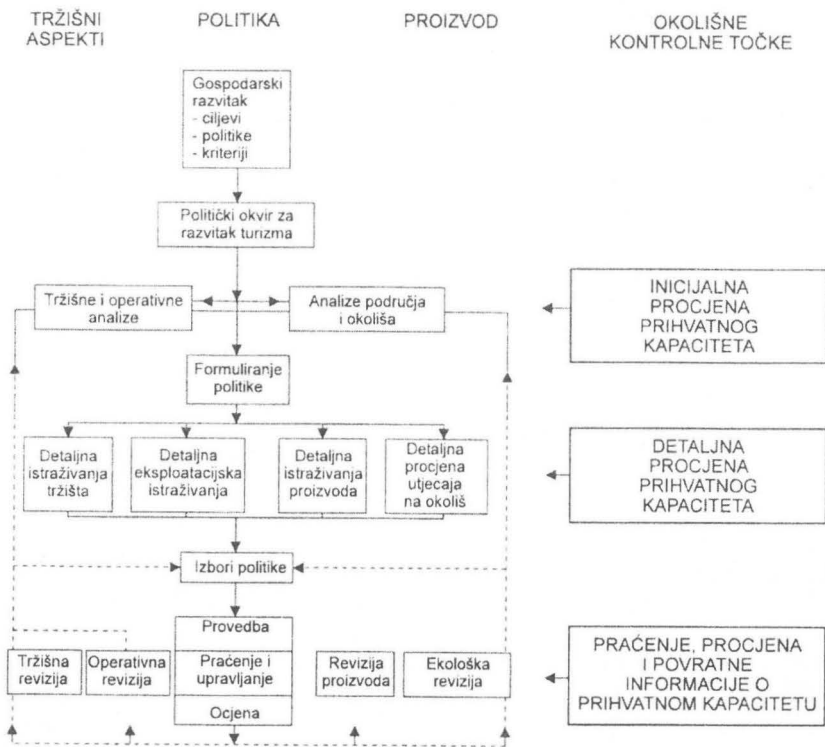 TRŽIŠNI
ASPEKTI
POLITIKA
PROIZVOD
OKOLIŠNE
KONTROLNE TOČKE
Gospodarski
razvitak
- ciljevi
- politike
- kriteriji
Politički okvir za
razvitak turizma
Tržišne i operativne
analize
Analize područja
i okoliša
INICIJALNA
PROCJENA
PRIHVATNOG
KAPACITETA
Formuliranje
politike
Detaljna
istraživanja
tržišta
Detaljna
eksploatacijska
istraživanja
Detaljna
istraživanja
proizvoda
Detaljna
procjena
utjecaja
na okoliš
DETALJNA
PROCJENA
PRIHVATNOG
KAPACITETA
Izbori politike
Tržišna
revizija
Operativna
revizija
Provedba
Praćenje i
upravljanje
Ocjena
Revizija
proizvoda
Ekološka
revizija
PRAĆENJE, PROCJENA
I POVRATNE
INFORMACIJE O
PRIHVATNOM KAPACITETU